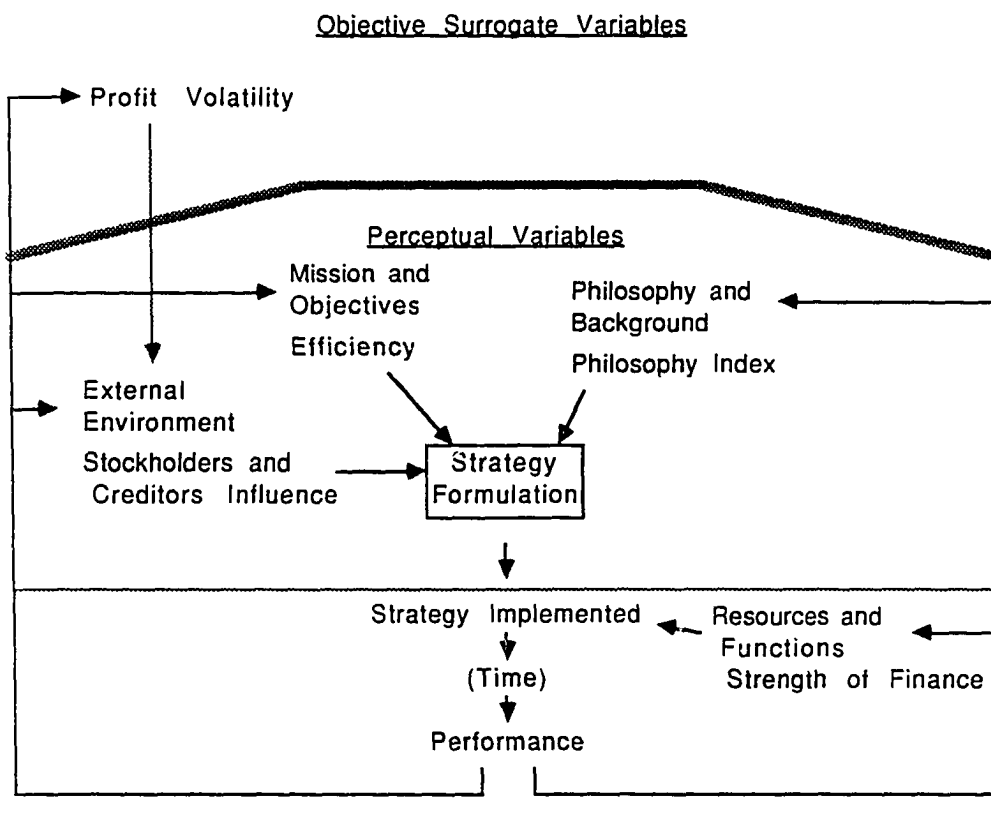 Objective Surrogate Variables
Profit Volatility
Perceptual Variables
Mission and
Objectives
Efficiency
Philosophy and
Background
Philosophy Index
External
Environment
Stockholders and
Creditors Influence
Strategy
Formulation
Strategy Implemented
Resources and
Functions
Strength of Finance
(Time)
Performance